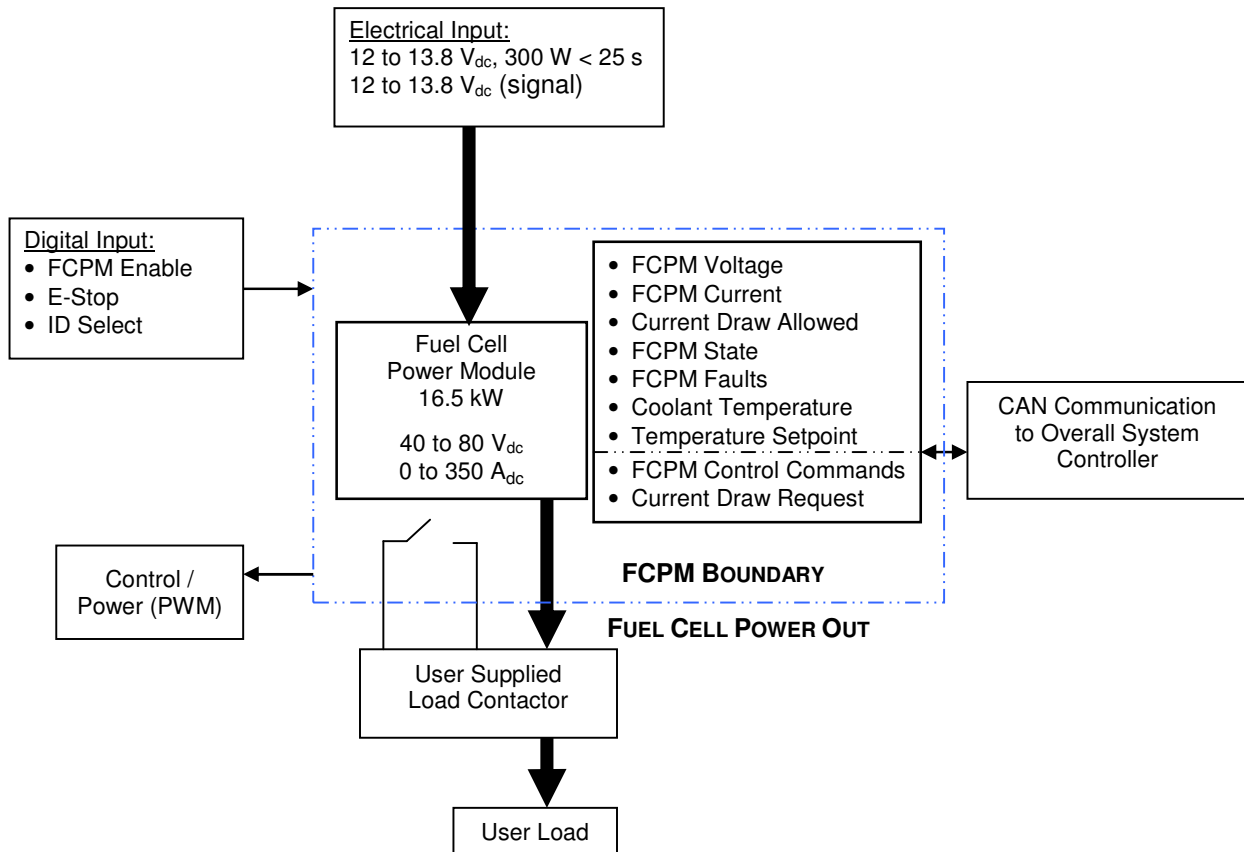 Electrical Input:
12 to 13.8 Vdc, 300 W < 25 s
12 to 13.8 Vdc (signal)
Digital Input:
• FCPM Enable
• E-Stop
• ID Select
Fuel Cell
Power Module
16.5 kW
40 to 80 Vdc
0 to 350 Adc
• FCPM Voltage
• FCPM Current
• Current Draw Allowed
• FCPM State
• FCPM Faults
• Coolant Temperature
• Temperature Setpoint
• FCPM Control Commands
• Current Draw Request
CAN Communication
to Overall System
Controller
Control /
Power (PWM)
FCPM BOUNDARY
FUEL CELL POWER OUT
User Supplied
Load Contactor
User Load